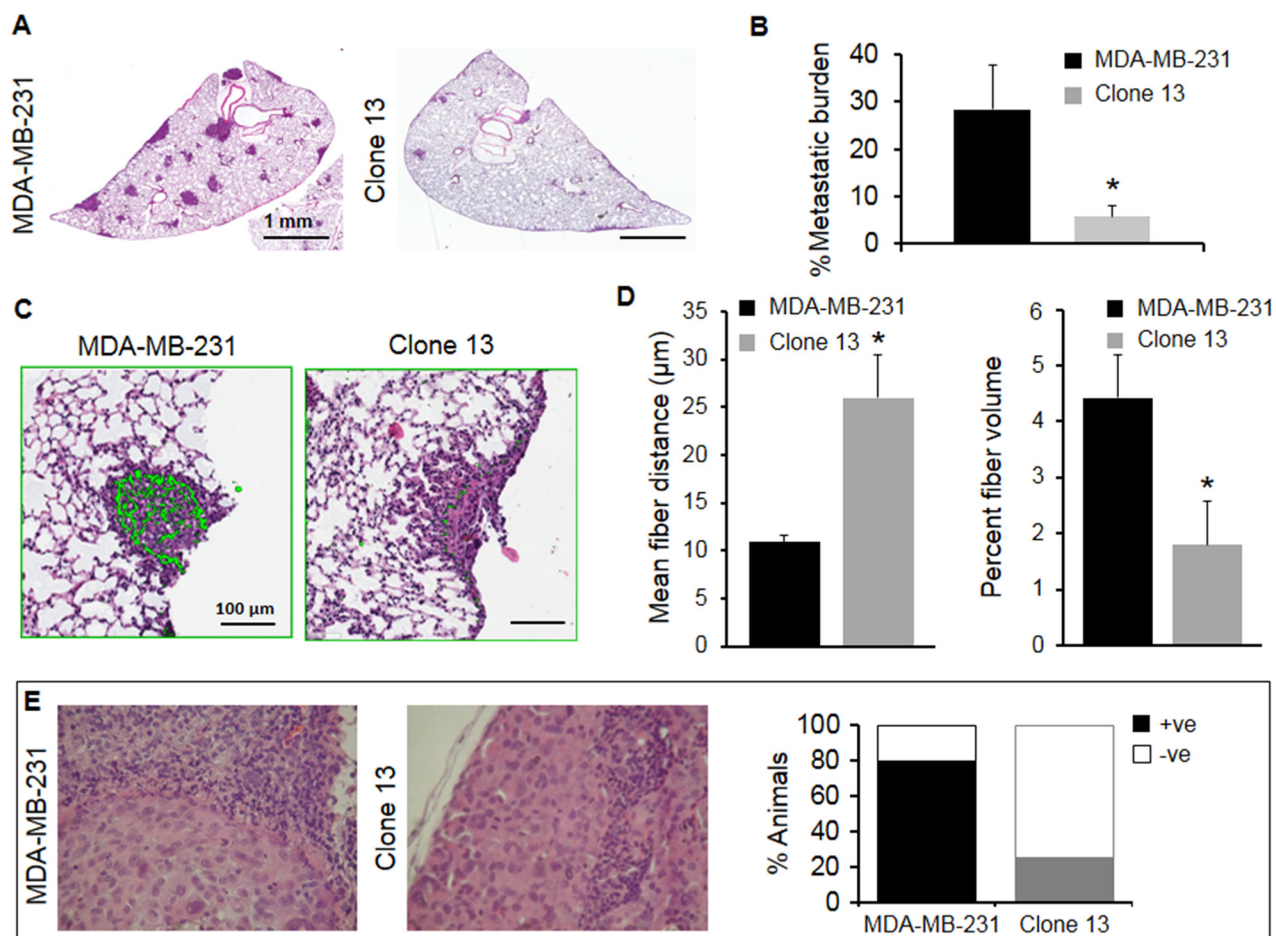 A
MDA-MB-231
1 mm
Clone 13
B
%Metastatic burden
40
30
20
10
0
MDA-MB-231
Clone 13
*
C
MDA-MB-231
Clone 13
100 µm
D
Mean fiber distance (µm)
35
30
25
20
15
10
5
0
MDA-MB-231
Clone 13
*
Percent fiber volume
6
5
4
3
2
1
0
MDA-MB-231
Clone 13
*
E
MDA-MB-231
Clone 13
% Animals
100
80
60
40
20
0
MDA-MB-231
Clone 13
+ve
-ve